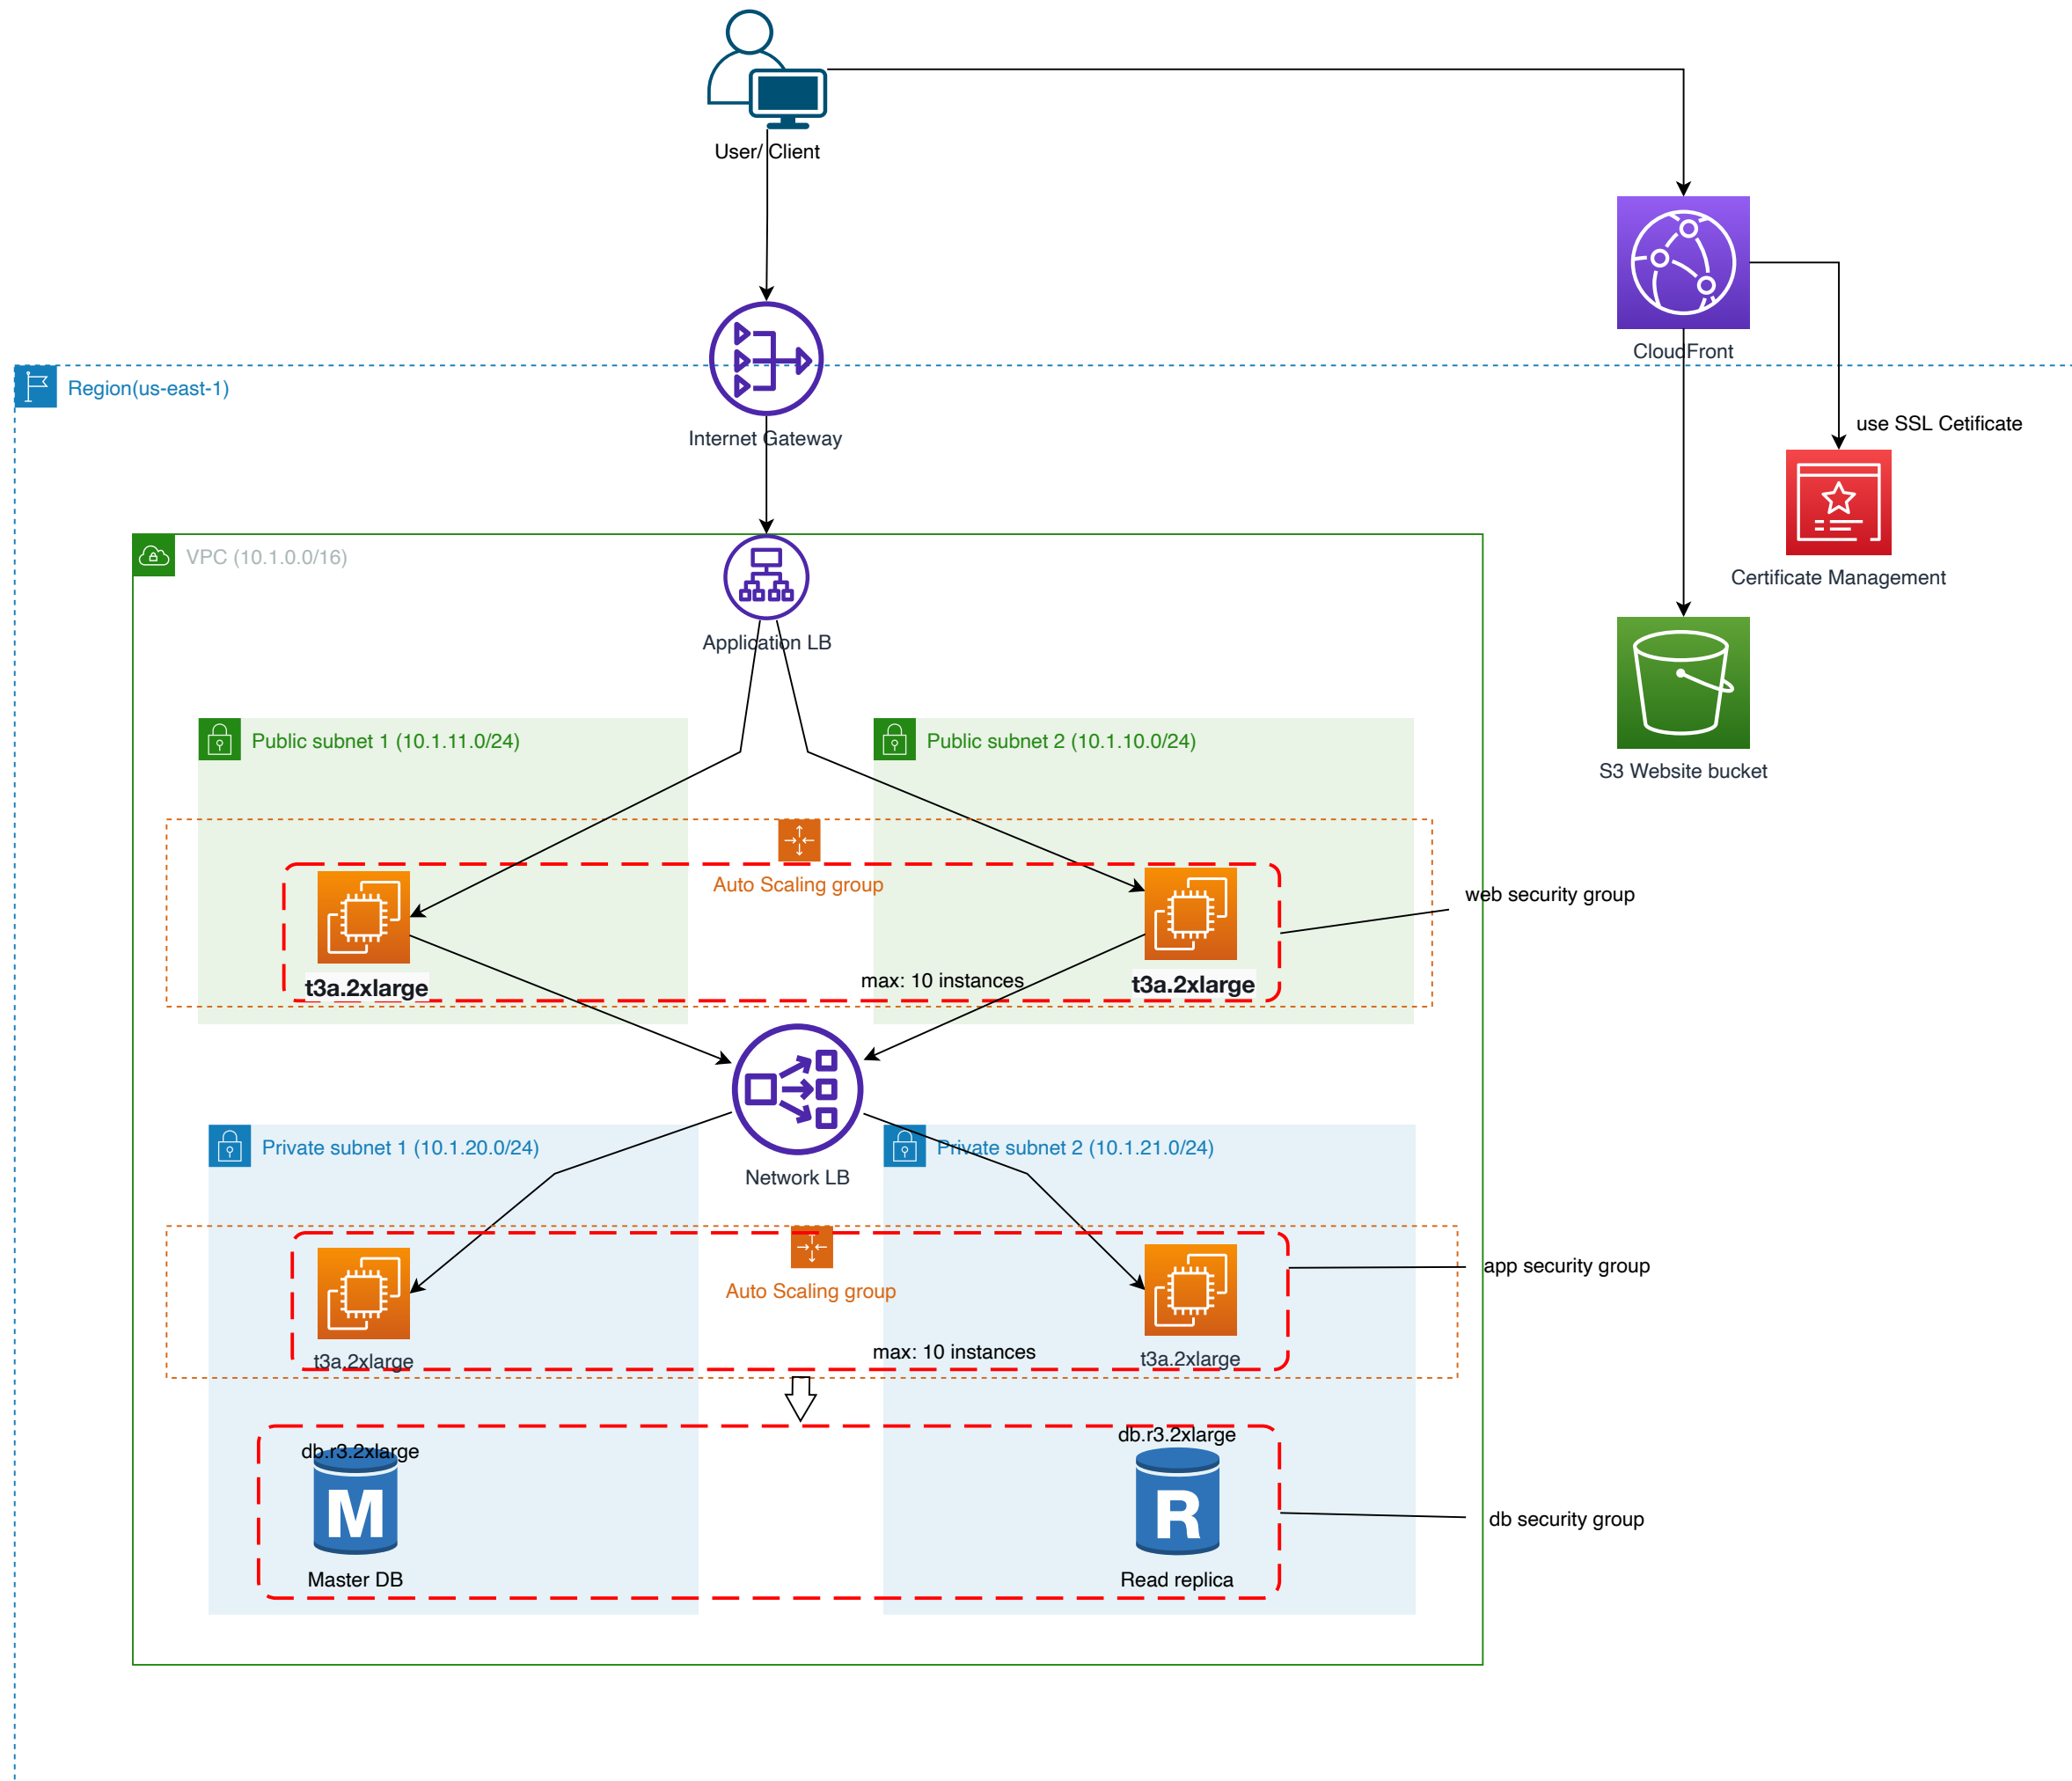 User/ Client
CloudFront
Region(us-east-1)
use SSL Cetificate
Internet Gateway
VPC (10.1.0.0/16)
Certificate Management
Application LB
Public subnet 1 (10.1.11.0/24)
Public subnet 2 (10.1.10.0/24)
S3 Website bucket
Auto Scaling group
web security group
max: 10 instances
t3a.2xlarge
t3a.2xlarge
Private subnet 1 (10.1.20.0/24)
Private subnet 2 (10.1.21.0/24)
Network LB
app security group
Auto Scaling group
max: 10 instances
t3a.2xlarge
t3a.2xlarge
db.r3.2xlarge
db.r3.2xlarge
M
R
db security group
Master DB
Read replica